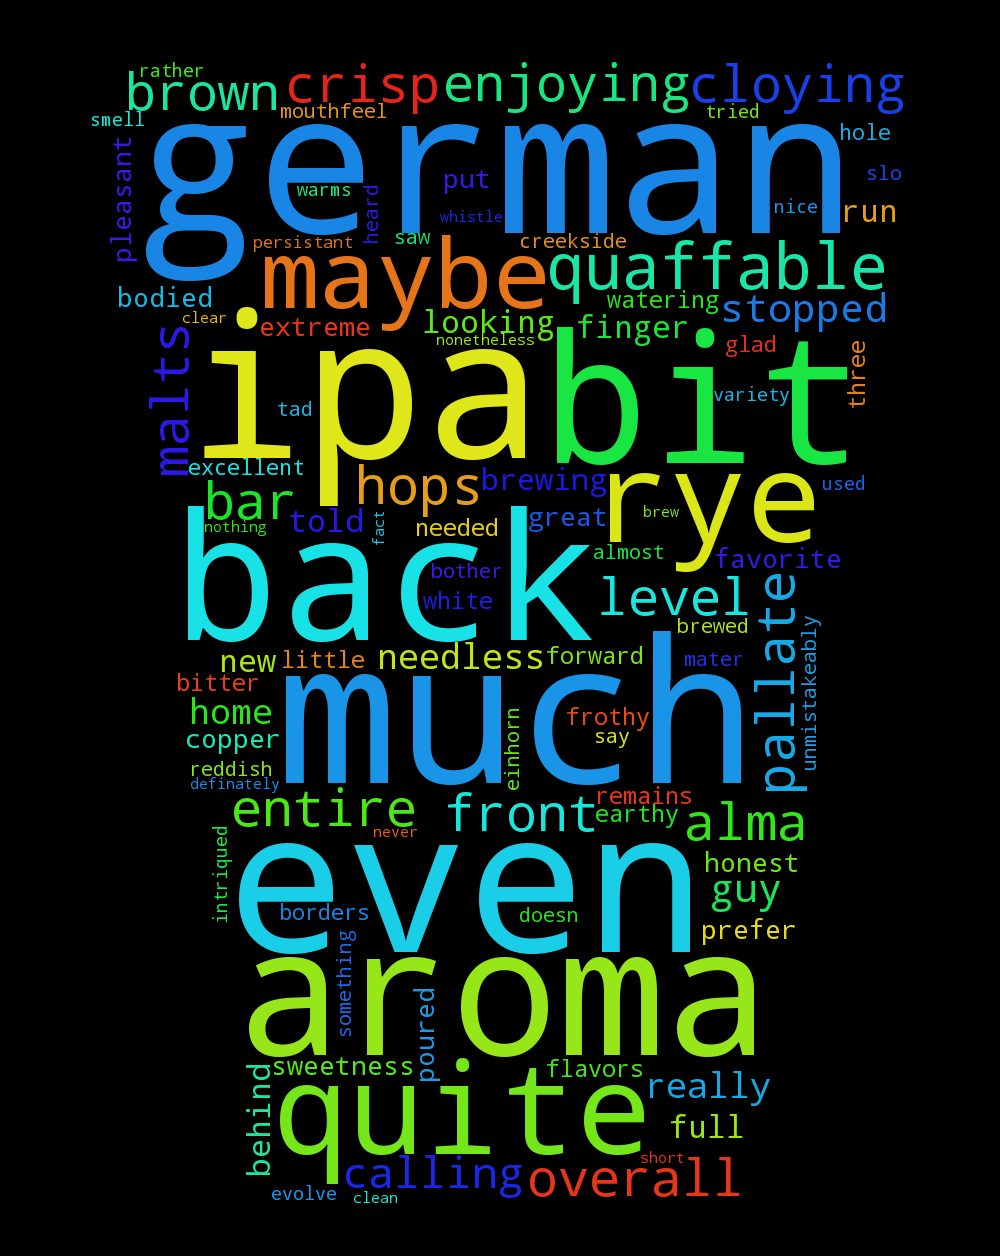 rather
brown
crisp
enjoying
cloying
smell
mouthfeel
tried
hole
german
pleasant
warms
heard
put
whistle
slo
nice
run
persistant
saw
creekside
maybe
quaffable
bodied
clear
extreme
looking
nonetheless
watering
finger
stopped
glad
malts
ipa
bit
three
tad
variety
excellent
hops
brewing
rye
used
bar
nothing
told
fact
needed
great
brew
back
bother
white
almost
favorite
level
pallate
brewed
unmistakeably
new
little
needless
forward
mater
bitter
much
home
copper
reddish
definately
einhorn
frothy
say
entire
never
front
remains
earthy
alma
intriqued
even
honest
guy
borders
doesn
prefer
something
aroma
poured
behind
sweetness
quite
flavors
really
full
calling
overall
short
evolve
clean